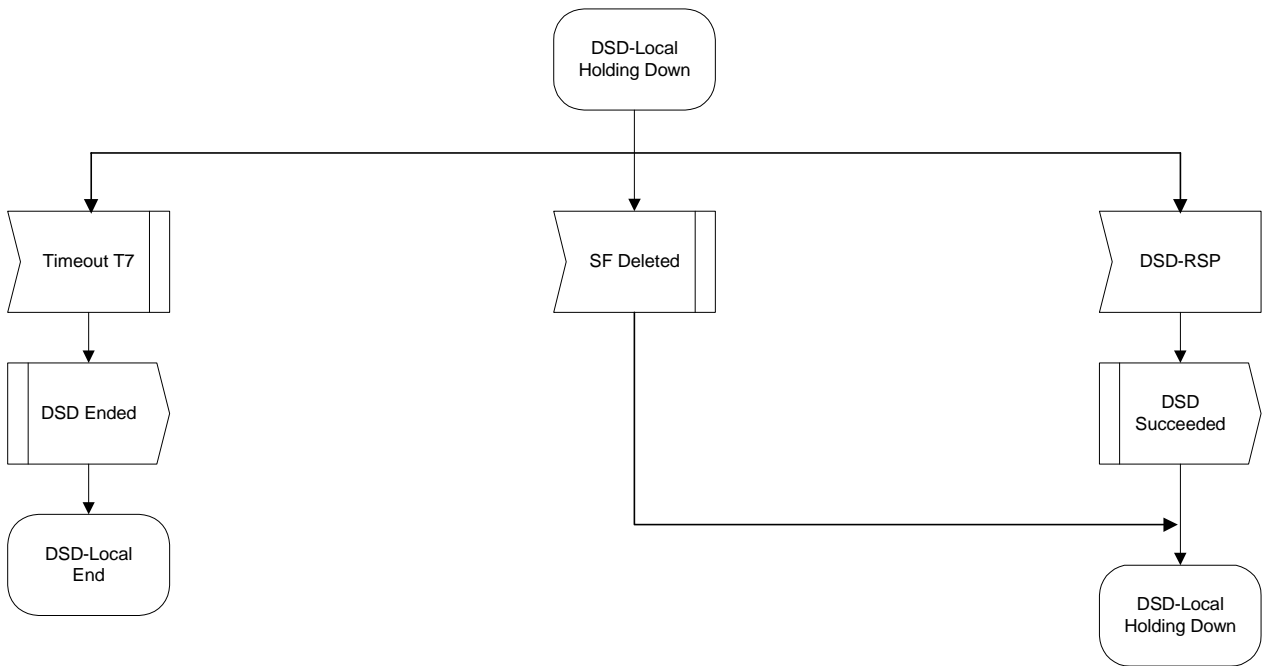 DSD-Local
Holding Down
Timeout T7
SF Deleted
DSD-RSP
DSD Ended
DSD
Succeeded
DSD-Local
End
DSD-Local
Holding Down